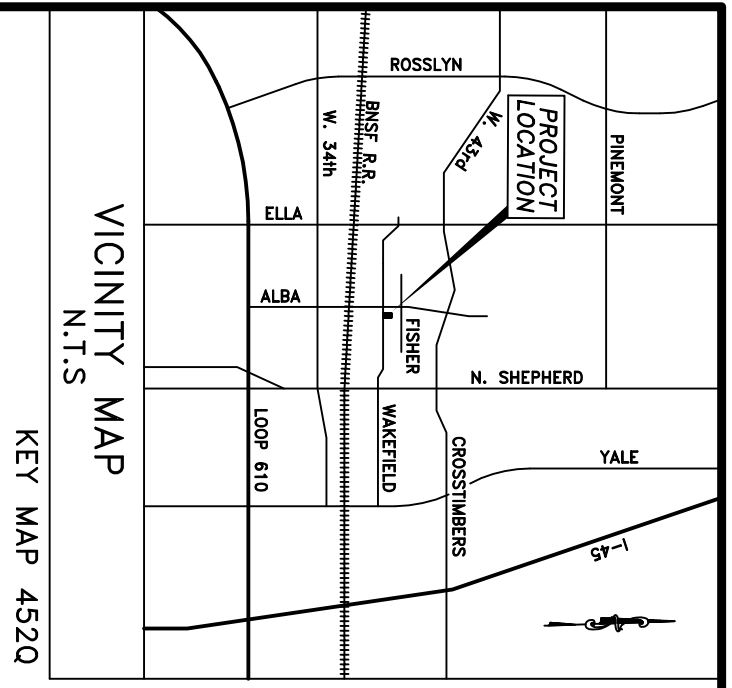 ROSSLYN
BNSF R.R.
W. 34th
W. 43rd
PROJECT
LOCATION
PINEMONT
ELLA
ALBA
FISHER
N. SHEPHERD
LOOP 610
WAKEFIELD
CROSSTIMBERS
YALE
I-45
VICINITY MAP
N.T.S
KEY MAP 452Q